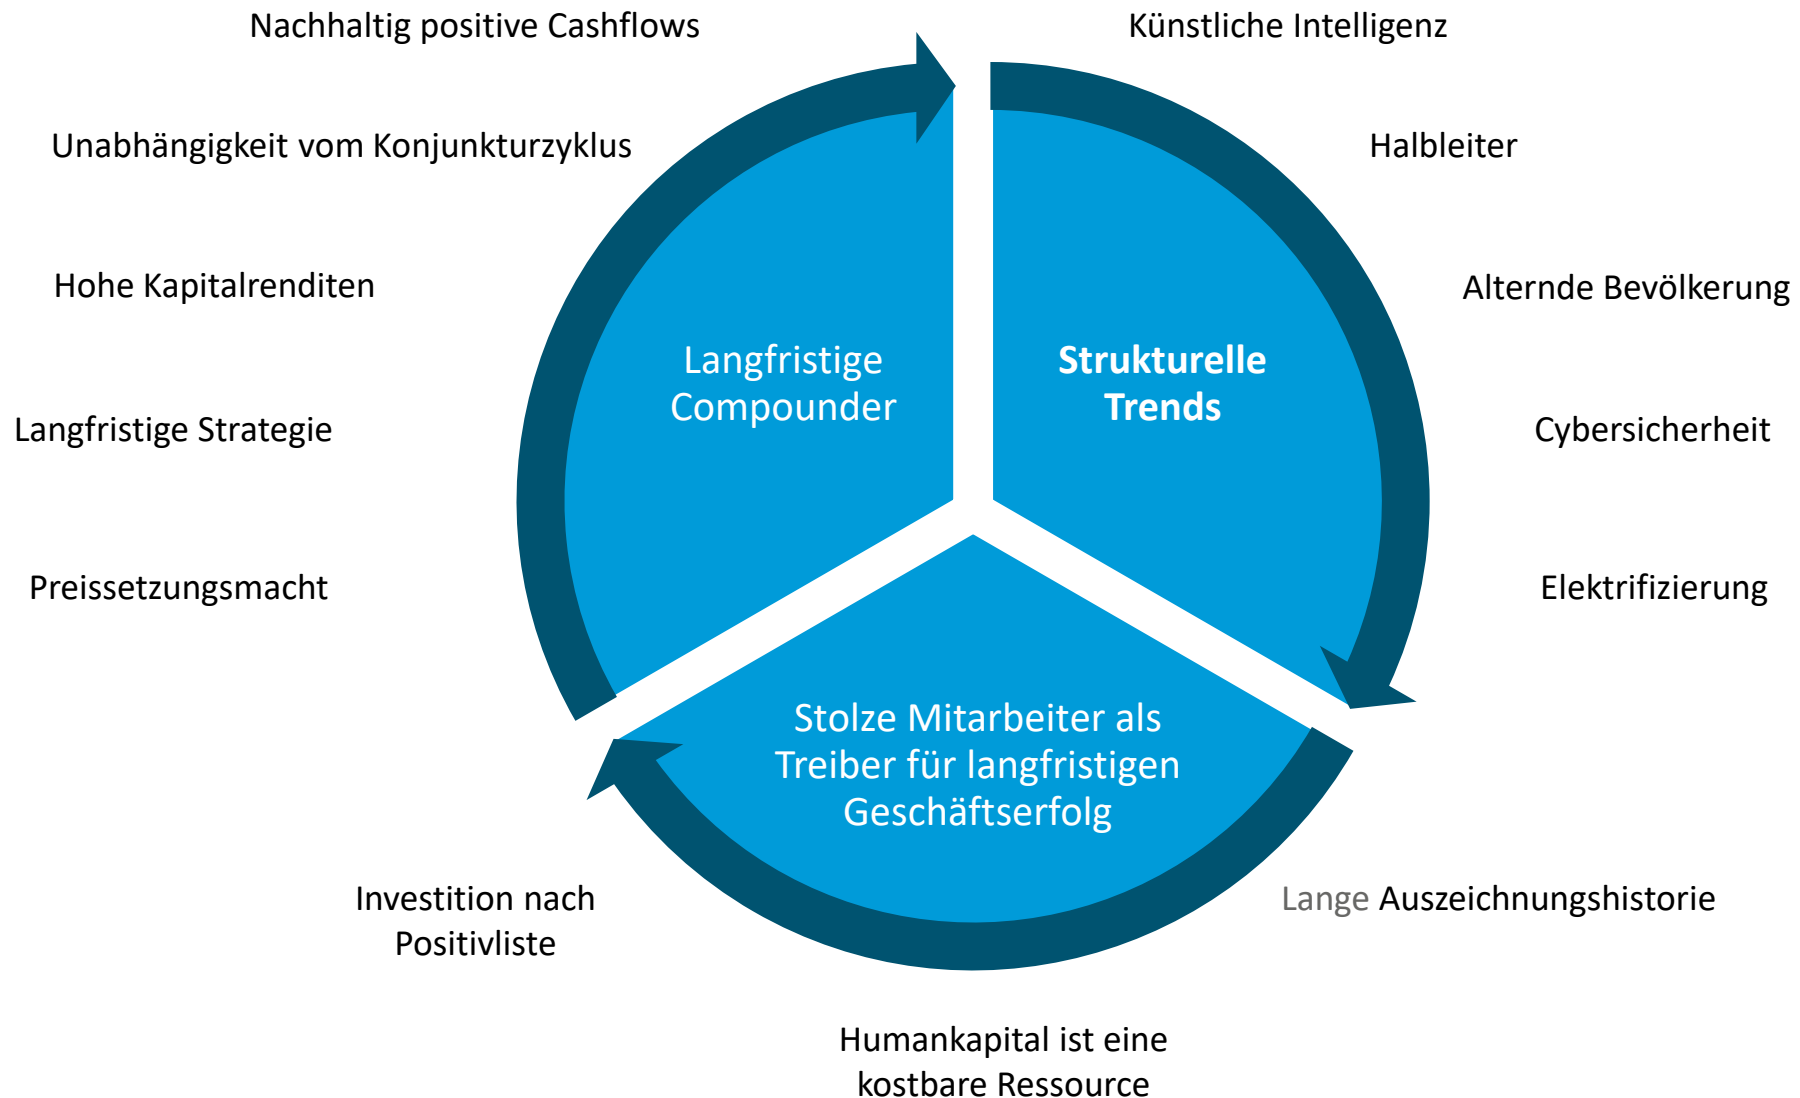 Nachhaltig positive Cashflows
Künstliche Intelligenz
Unabhängigkeit vom Konjunkturzyklus
Halbleiter
Hohe Kapitalrenditen
Alternde Bevölkerung
Langfristige
Compounder
Strukturelle
Trends
Langfristige Strategie
Cybersicherheit
Preissetzungsmacht
Elektrifizierung
Stolze Mitarbeiter als
Treiber für langfristigen
Geschäftserfolg
Investition nach
Positivliste
Lange Auszeichnungshistorie
Humankapital ist eine
kostbare Ressource